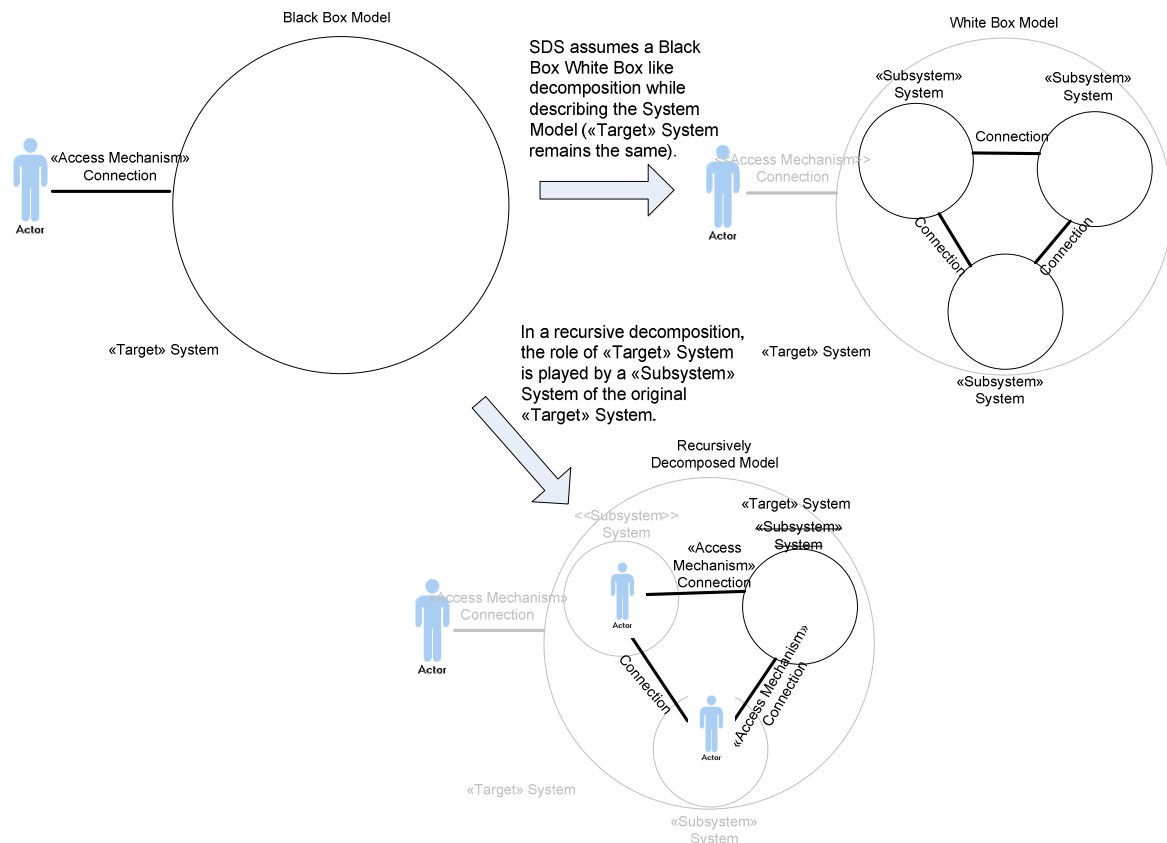 Black Box Model
«Access Mechanism»
Connection
Actor
«Target» System
SDS assumes a Black
Box White Box like
decomposition while
describing the System
Model («Target» System
remains the same).
White Box Model
«Subsystem»
System
«Subsystem»
System
Connection
<<Access Mechanism>>
Connection
Actor
Connection
Connection
«Target» System
«Subsystem»
System
In a recursive decomposition,
the role of «Target» System
is played by a «Subsystem»
System of the original
«Target» System.
Recursively
Decomposed Model
«Target» System
«Subsystem»
System
<<Subsystem>>
System
«Access
Mechanism»
Connection
Actor
«Access Mechanism»
Connection
Actor
Connection
«Access Mechanism»
Connection
Actor
«Target» System
«Subsystem»
System